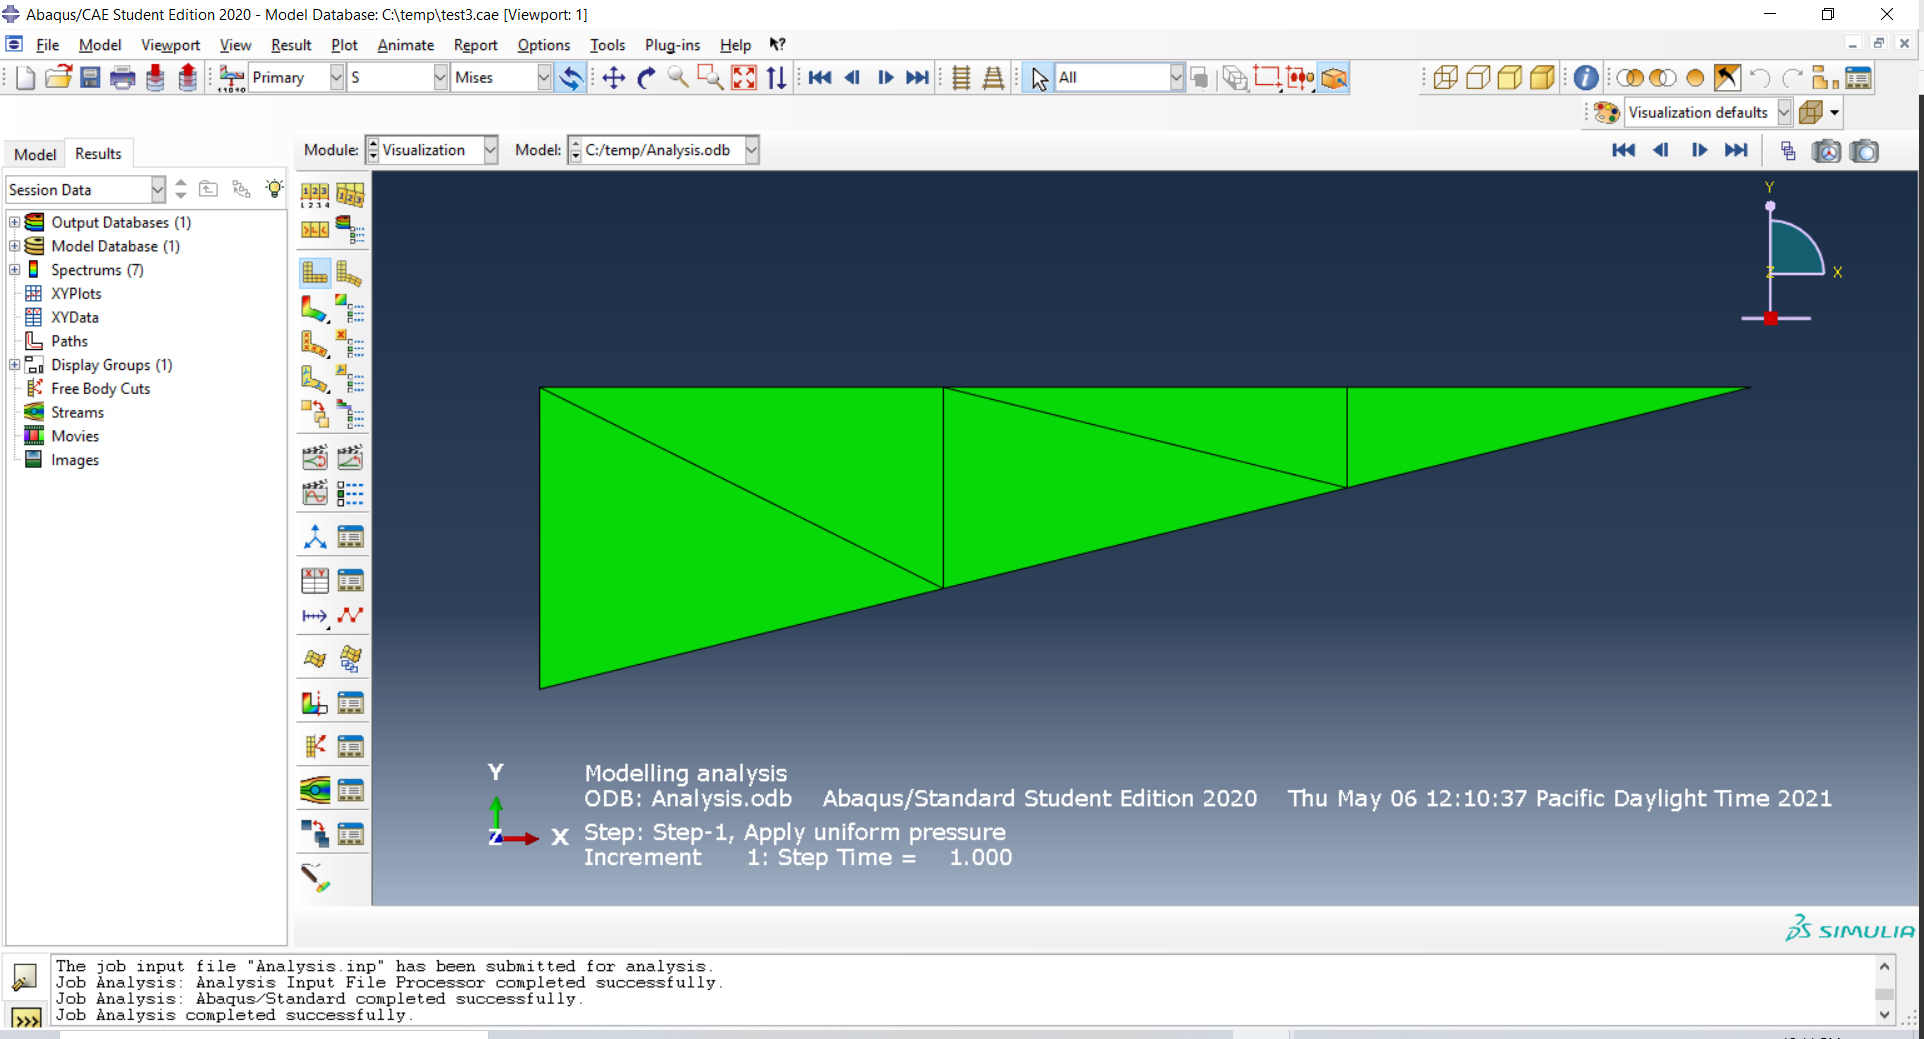 Abaqus/CAE Student Edition 2020 - Model Database: C:\temp\test3.cae [Viewport: 1]
File Model Viewport View Result Plot Animate Report Options Tools Plug-ins Help
Primary S Mises All
Visualization defaults
Model Results Module: Visualization Model: C:/temp/Analysis.odb
Session Data
Output Databases (1)
Model Database (1)
Spectrums (7)
XYPlots
XYData
Paths
Display Groups (1)
Free Body Cuts
Streams
Movies
Images
Y
Z X
Y
Z X
Modelling analysis
ODB: Analysis.odb Abaqus/Standard Student Edition 2020 Thu May 06 12:10:37 Pacific Daylight Time 2021
Step: Step-1, Apply uniform pressure
Increment 1: Step Time = 1.000
SIMULIA
The job input file "Analysis.inp" has been submitted for analysis.
Job Analysis: Analysis Input File Processor completed successfully.
Job Analysis: Abaqus/Standard completed successfully.
Job Analysis completed successfully.
>>>